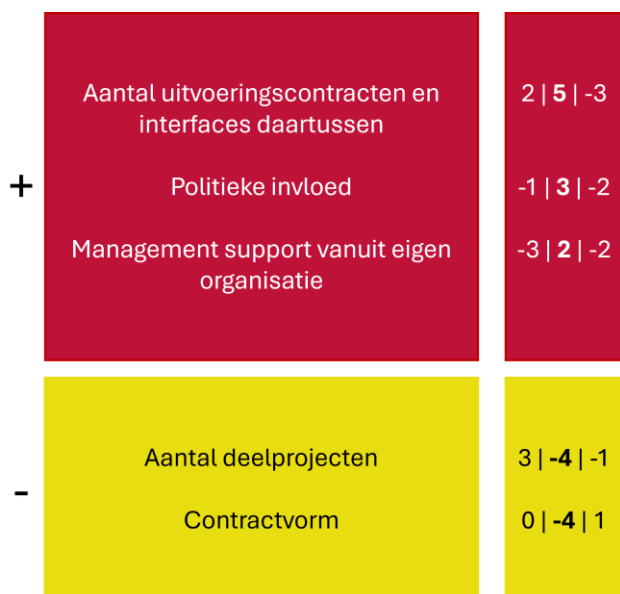 Aantal uitvoeringscontracten en
interfaces daartussen
2 | 5 | -3
+
Politieke invloed
-1 | 3 | -2
Management support vanuit eigen
organisatie
-3 | 2 | -2
-
Aantal deelprojecten
3 | -4 | -1
Contractvorm
0 | -4 | 1